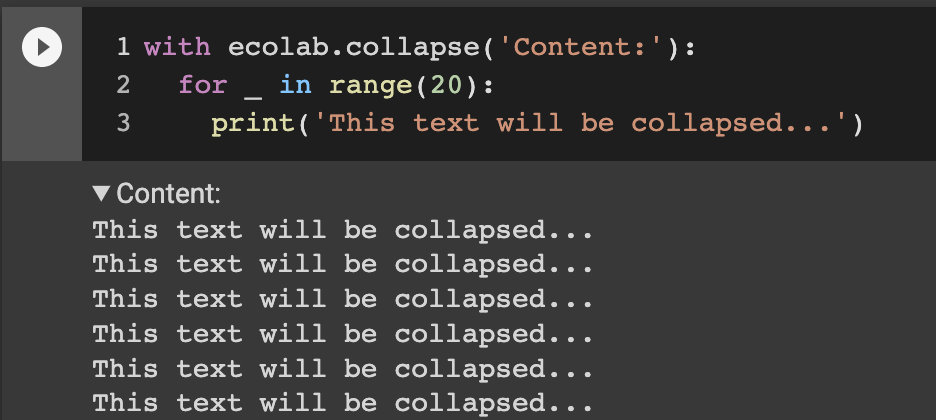 1 with ecolab.collapse('Content:'):
2   for _ in range(20):
3     print('This text will be collapsed...')
▼ Content:
This text will be collapsed...
This text will be collapsed...
This text will be collapsed...
This text will be collapsed...
This text will be collapsed...
This text will be collapsed...